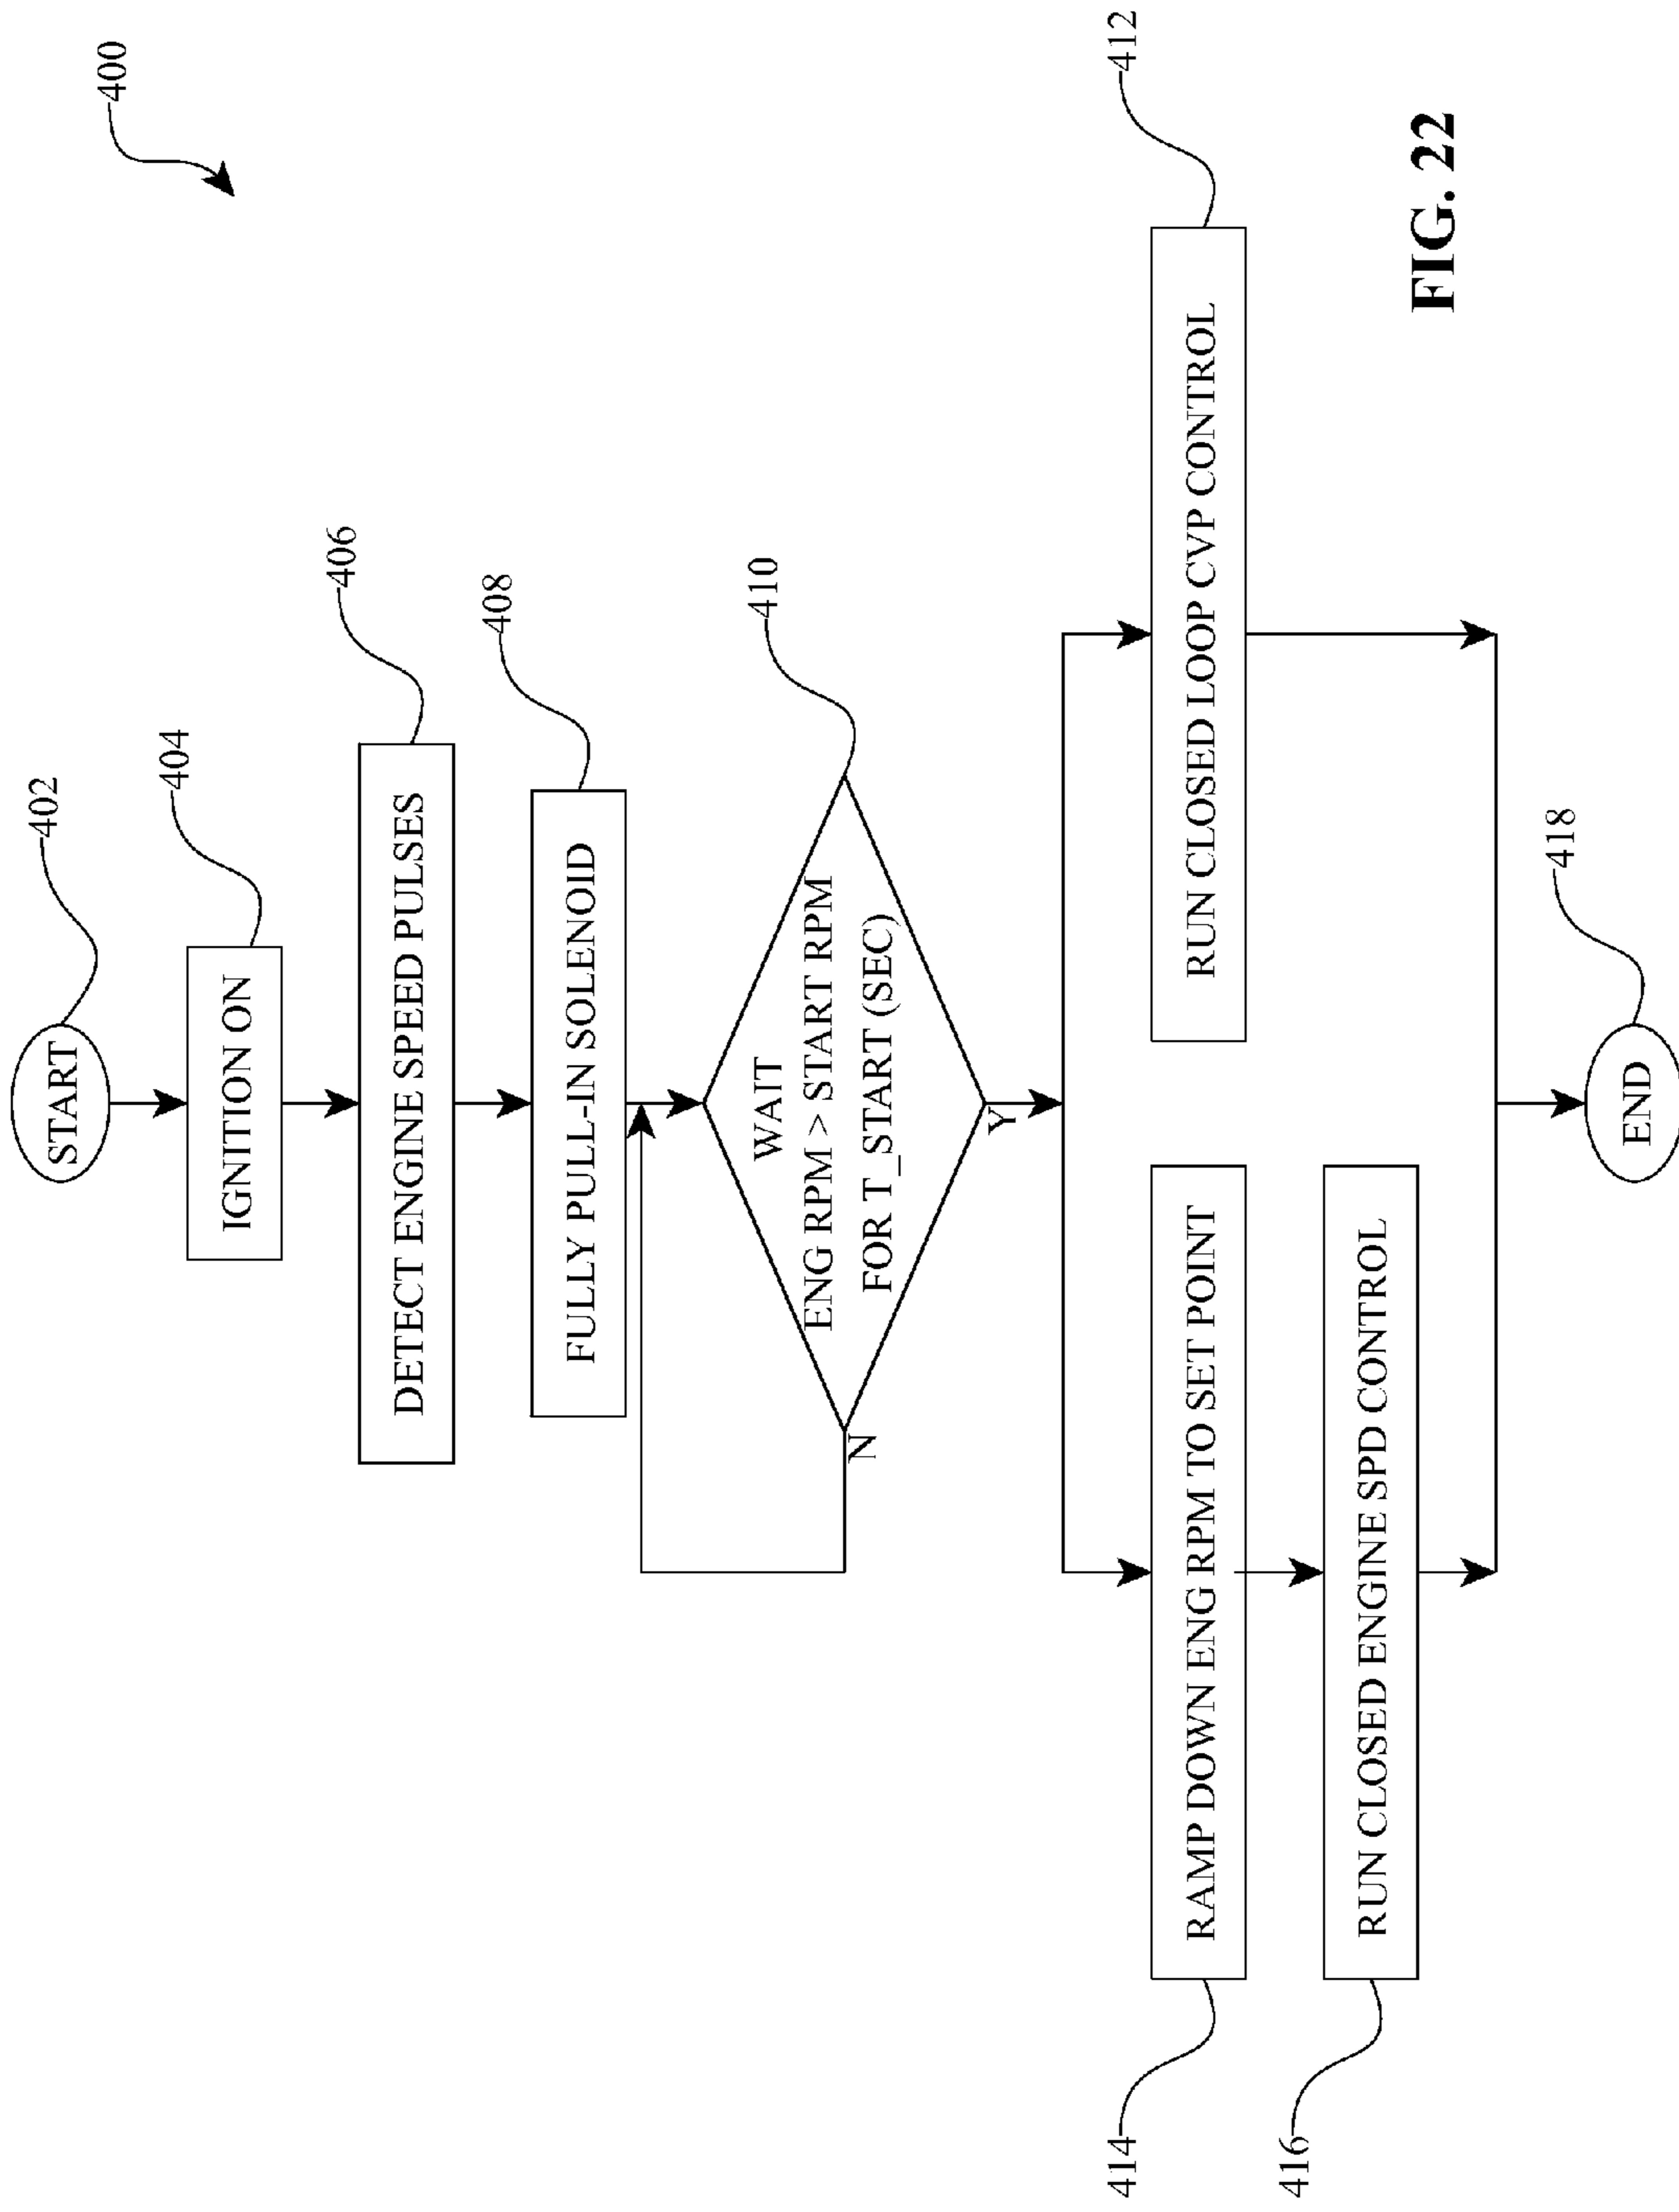 400
START
402
IGNITION ON
404
DETECT ENGINE SPEED PULSES
406
FULLY PULL-IN SOLENOID
408
WAIT
ENG RPM > START RPM
FOR T_START (SEC)
410
N
Y
RAMP DOWN ENG RPM TO SET POINT
414
RUN CLOSED LOOP CVP CONTROL
412
RUN CLOSED ENGINE SPD CONTROL
416
END
418
FIG. 22